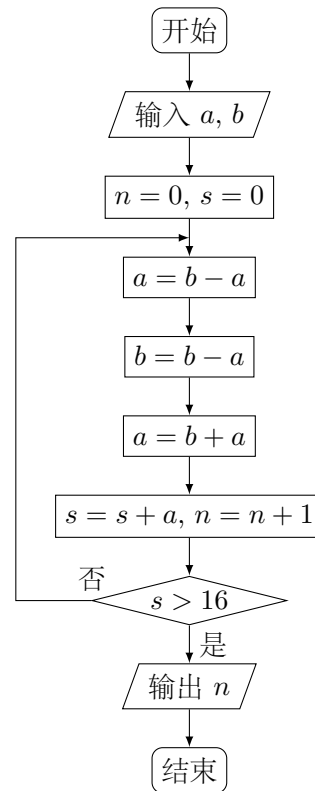 开始
输入 a, b
n = 0, s = 0
a = b − a
b = b − a
a = b + a
s = s + a, n = n + 1
否
s > 16
是
输出 n
结束